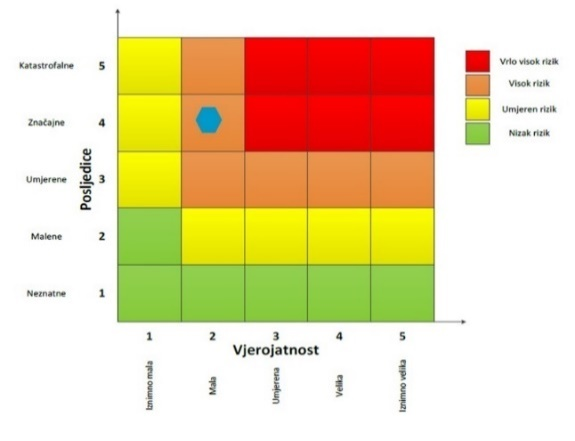 Katastrofalne 5
Vrlo visok rizik
Visok rizik
Značajne 4
Umjeren rizik
Nizak rizik
Posljedice
Umjerene 3
Malene 2
Neznatne 1
1 2 3 4 5
Vjerojatnost
Iznimno mala
Mala
Umjerena
Velika
Iznimno velika